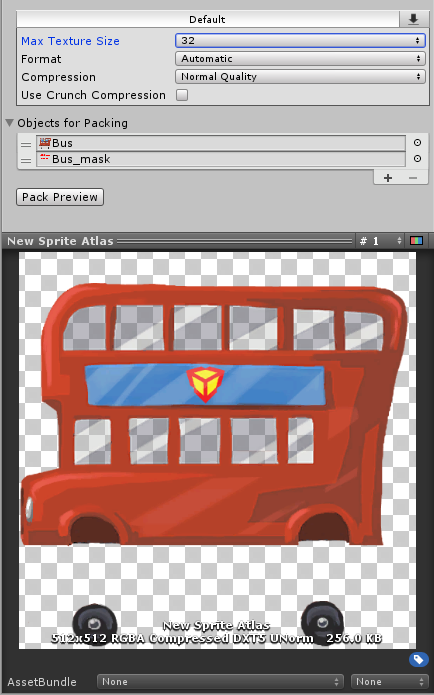 Default
Max Texture Size 32
Format Automatic
Compression Normal Quality
Use Crunch Compression
Objects for Packing
Bus
Bus_mask
Pack Preview
New Sprite Atlas # 1
New Sprite Atlas
512x512 RGBA Compressed DXT5 UNorm 256.0 KB
AssetBundle None None